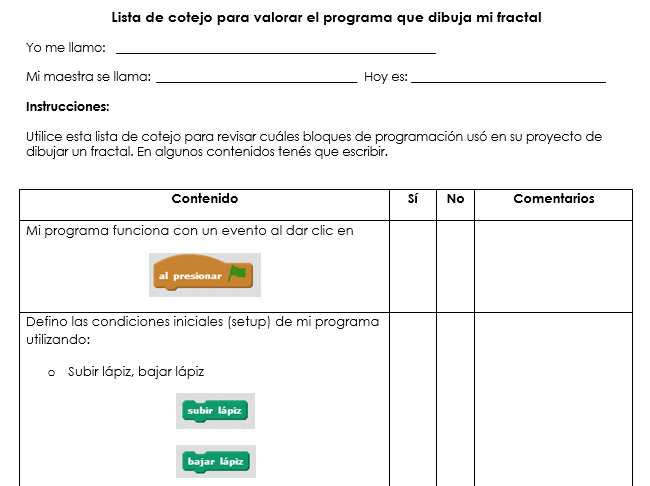 Lista de cotejo para valorar el programa que dibuja mi fractal
Yo me llamo:
Mi maestra se llama: Hoy es:
Instrucciones:
Utilice esta lista de cotejo para revisar cuáles bloques de programación usó en su proyecto de
dibujar un fractal. En algunos contenidos tenés que escribir.
Contenido Sí No Comentarios
Mi programa funciona con un evento al dar clic en
al presionar
Defino las condiciones iniciales (setup) de mi programa
utilizando:
o Subir lápiz, bajar lápiz
subir lápiz
bajar lápiz